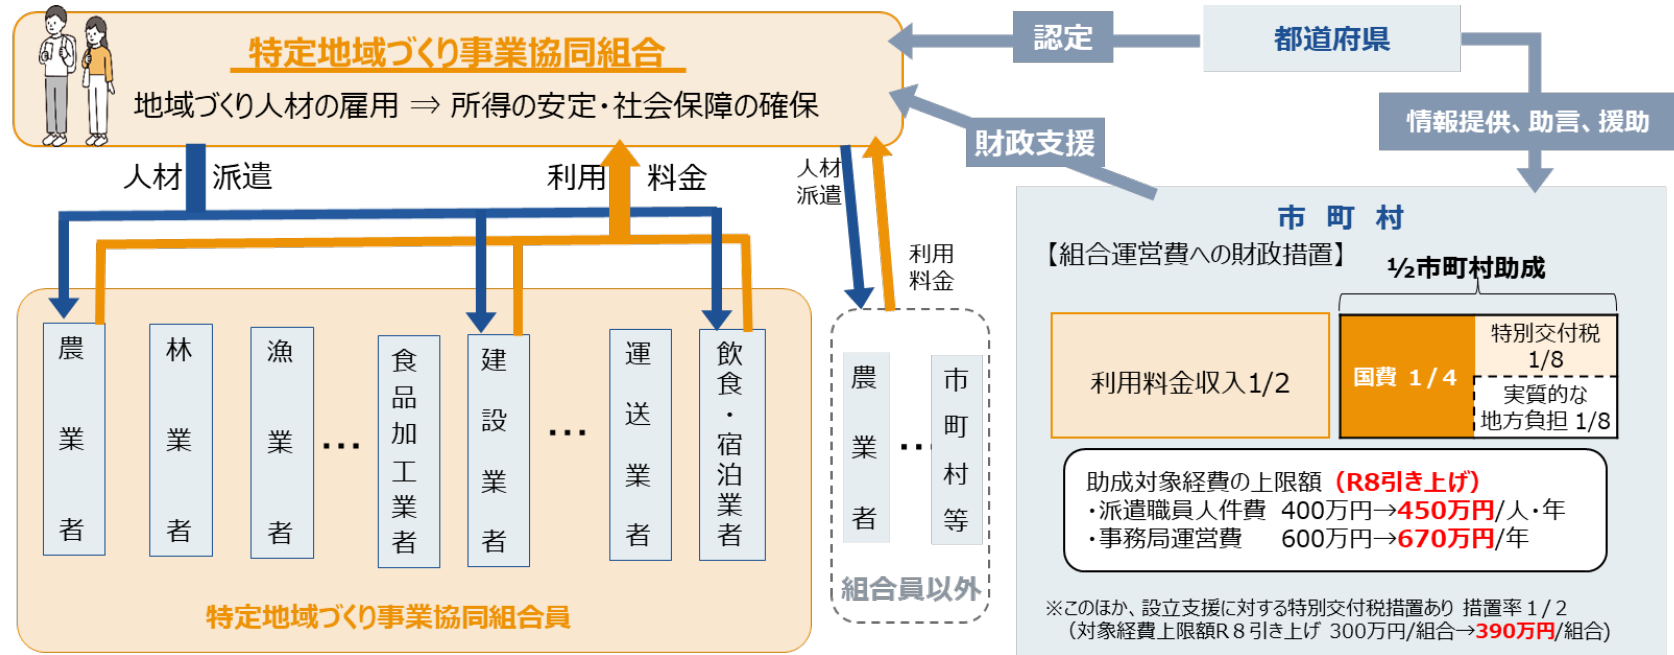 特定地域づくり事業協同組合
地域づくり人材の雇用 ⇒ 所得の安定・社会保障の確保
認定
都道府県
情報提供、助言、援助
財政支援
人材 派遣
利用 料金
人材
派遣
利用
料金
農業者
林業者
漁業者
…
食品加工業者
建設業者
…
運送業者
飲食・宿泊業者
特定地域づくり事業協同組合員
農業者
…
市町村等
組合員以外
市 町 村
【組合運営費への財政措置】
½市町村助成
利用料金収入1/2
国費 1/4
特別交付税
1/8
実質的な
地方負担 1/8
助成対象経費の上限額（R8引き上げ）
・派遣職員人件費 400万円→450万円/人・年
・事務局運営費 600万円→670万円/年
※このほか、設立支援に対する特別交付税措置あり 措置率1/2
（対象経費上限額R８引き上げ 300万円/組合→390万円/組合)